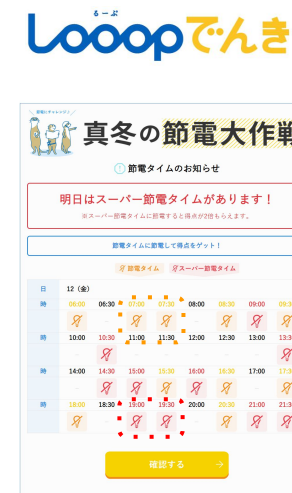 るーぷ
Looopでんき
節電にチャレンジ！
真冬の節電大作戦
! 節電タイムのお知らせ
明日はスーパー節電タイムがあります！
※スーパー節電タイムに節電すると得点が2倍もらえます。
節電タイムに節電して得点をゲット！
節電タイム スーパー節電タイム
日 12（金）
時 06:00 06:30 07:00 07:30 08:00 08:30 09:00 09:3
時 10:00 10:30 11:00 11:30 12:00 12:30 13:00 13:3
時 14:00 14:30 15:00 15:30 16:00 16:30 17:00 17:3
時 18:00 18:30 19:00 19:30 20:00 20:30 21:00 21:3
確認する →